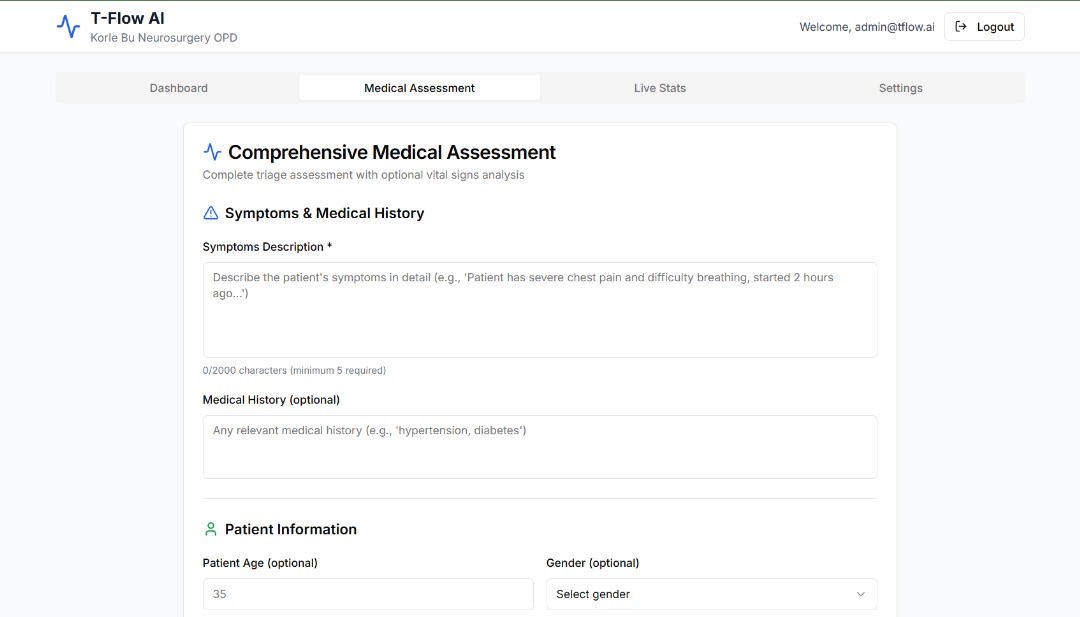 T-Flow AI
Korle Bu Neurosurgery OPD
Welcome, admin@tflow.ai
Logout
Dashboard
Medical Assessment
Live Stats
Settings
Comprehensive Medical Assessment
Complete triage assessment with optional vital signs analysis
Symptoms & Medical History
Symptoms Description *
Describe the patient's symptoms in detail (e.g., 'Patient has severe chest pain and difficulty breathing, started 2 hours
ago...')
0/2000 characters (minimum 5 required)
Medical History (optional)
Any relevant medical history (e.g., 'hypertension, diabetes')
Patient Information
Patient Age (optional)
Gender (optional)
35
Select gender